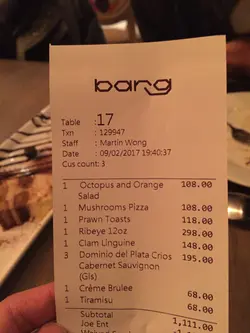 bang
Table : 17
Txn : 129947
Staff : Martin Wong
Date : 09/02/2017 19:40:37
Cus count: 3
1 Octopus and Orange Salad 108.00
1 Mushrooms Pizza 108.00
1 Prawn Toasts 118.00
1 Ribeye 12oz 298.00
1 Clam Linguine 148.00
3 Dominio del Plata Crios 195.00
Cabernet Sauvignon
(Gls)
1 Crème Brulee 68.00
1 Tiramisu 68.00
Subtotal 1,111.00
Joe Ent